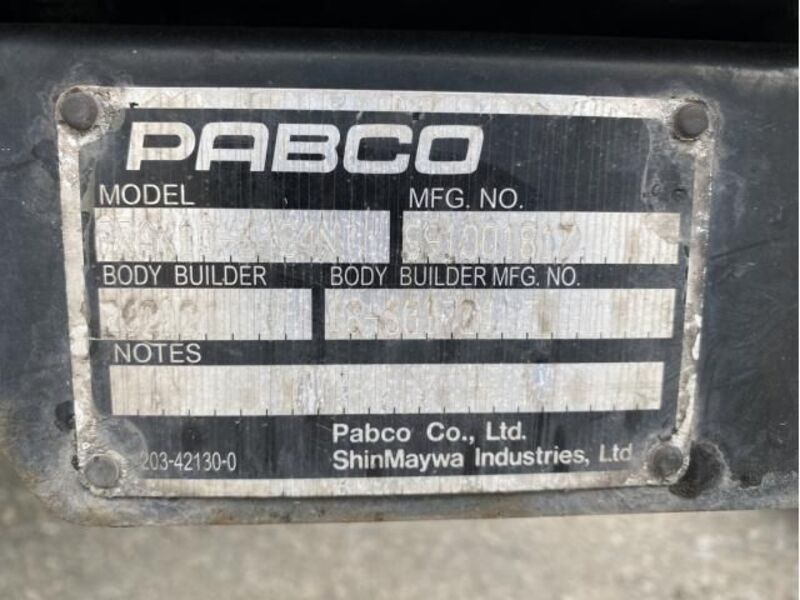 PABCO
MODEL MFG. NO.
BODY BUILDER BODY BUILDER MFG. NO.
NOTES
Pabco Co., Ltd.
203-42130-0 ShinMaywa Industries, Ltd